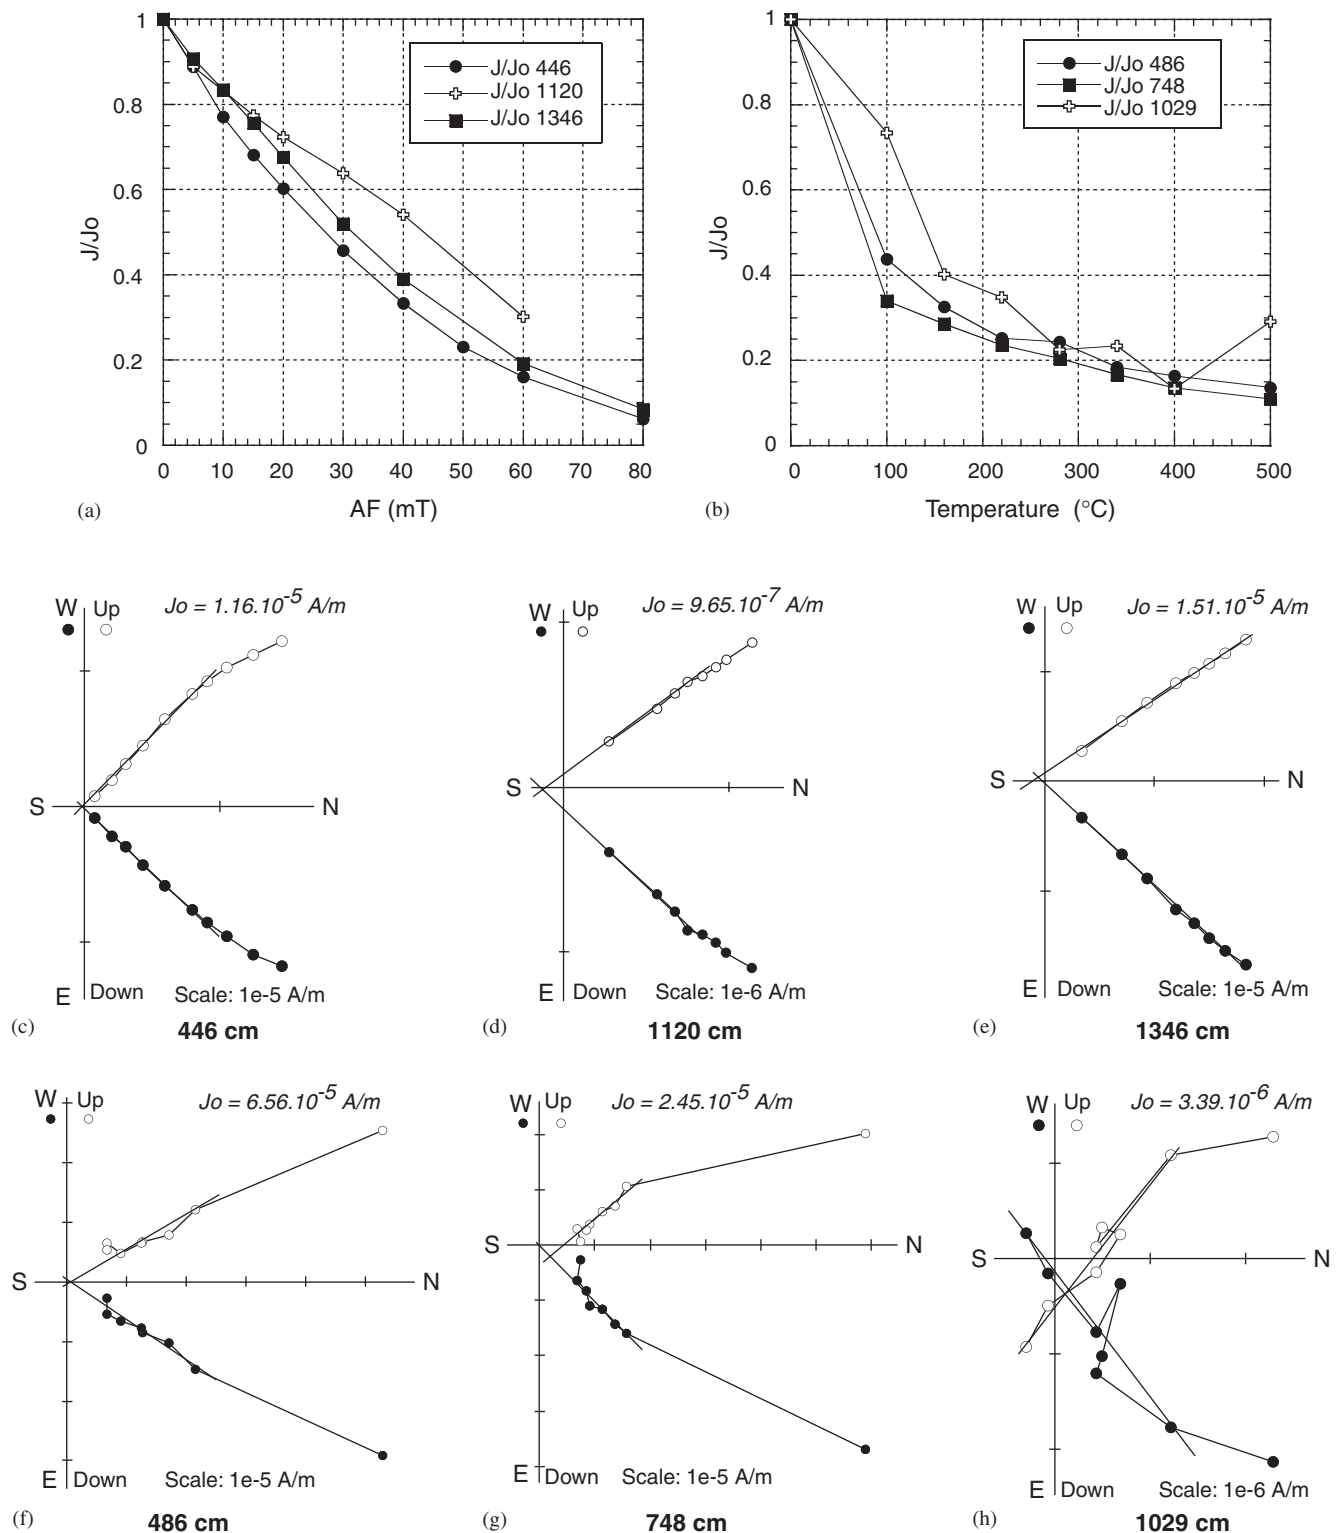 J/Jo 446
J/Jo 1120
J/Jo 1346
1
0.8
0.6
0.4
0.2
0
J/Jo
0 10 20 30 40 50 60 70 80
AF (mT)
(a)
J/Jo 486
J/Jo 748
J/Jo 1029
1
0.8
0.6
0.4
0.2
0
J/Jo
0 100 200 300 400 500
Temperature (°C)
(b)
W Up Jo = 1.16.10-5 A/m
S N
E Down Scale: 1e-5 A/m
(c) 446 cm
W Up Jo = 9.65.10-7 A/m
S N
E Down Scale: 1e-6 A/m
(d) 1120 cm
W Up Jo = 1.51.10-5 A/m
S N
E Down Scale: 1e-5 A/m
(e) 1346 cm
W Up Jo = 6.56.10-5 A/m
S N
E Down Scale: 1e-5 A/m
(f) 486 cm
W Up Jo = 2.45.10-5 A/m
S N
E Down Scale: 1e-5 A/m
(g) 748 cm
W Up Jo = 3.39.10-6 A/m
S N
E Down Scale: 1e-6 A/m
(h) 1029 cm